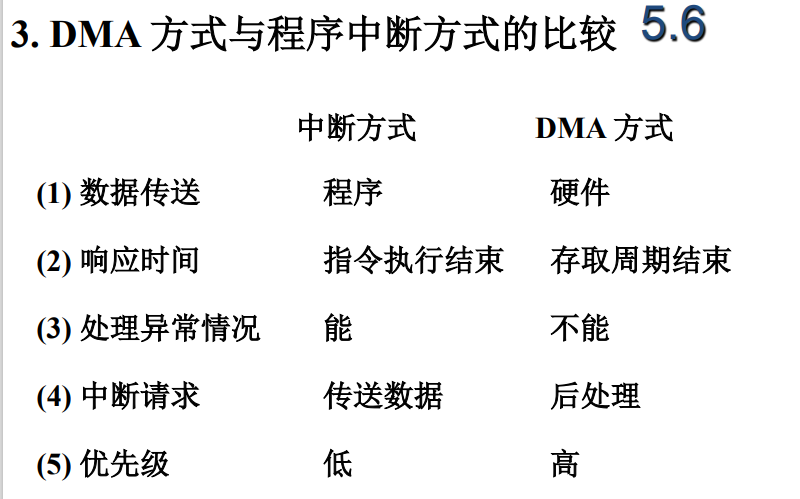 3. DMA 方式与程序中断方式的比较 5.6
中断方式 DMA 方式
(1) 数据传送 程序 硬件
(2) 响应时间 指令执行结束 存取周期结束
(3) 处理异常情况 能 不能
(4) 中断请求 传送数据 后处理
(5) 优先级 低 高